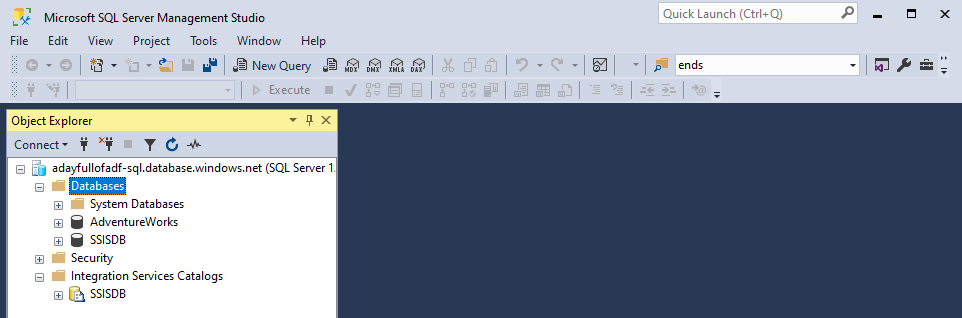 Microsoft SQL Server Management Studio
Quick Launch (Ctrl+Q)
File Edit View Project Tools Window Help
New Query MDX DMX XMLA DAX ends
Execute
Object Explorer
Connect
adayfullofadf-sql.database.windows.net (SQL Server 1
Databases
System Databases
AdventureWorks
SSISDB
Security
Integration Services Catalogs
SSISDB